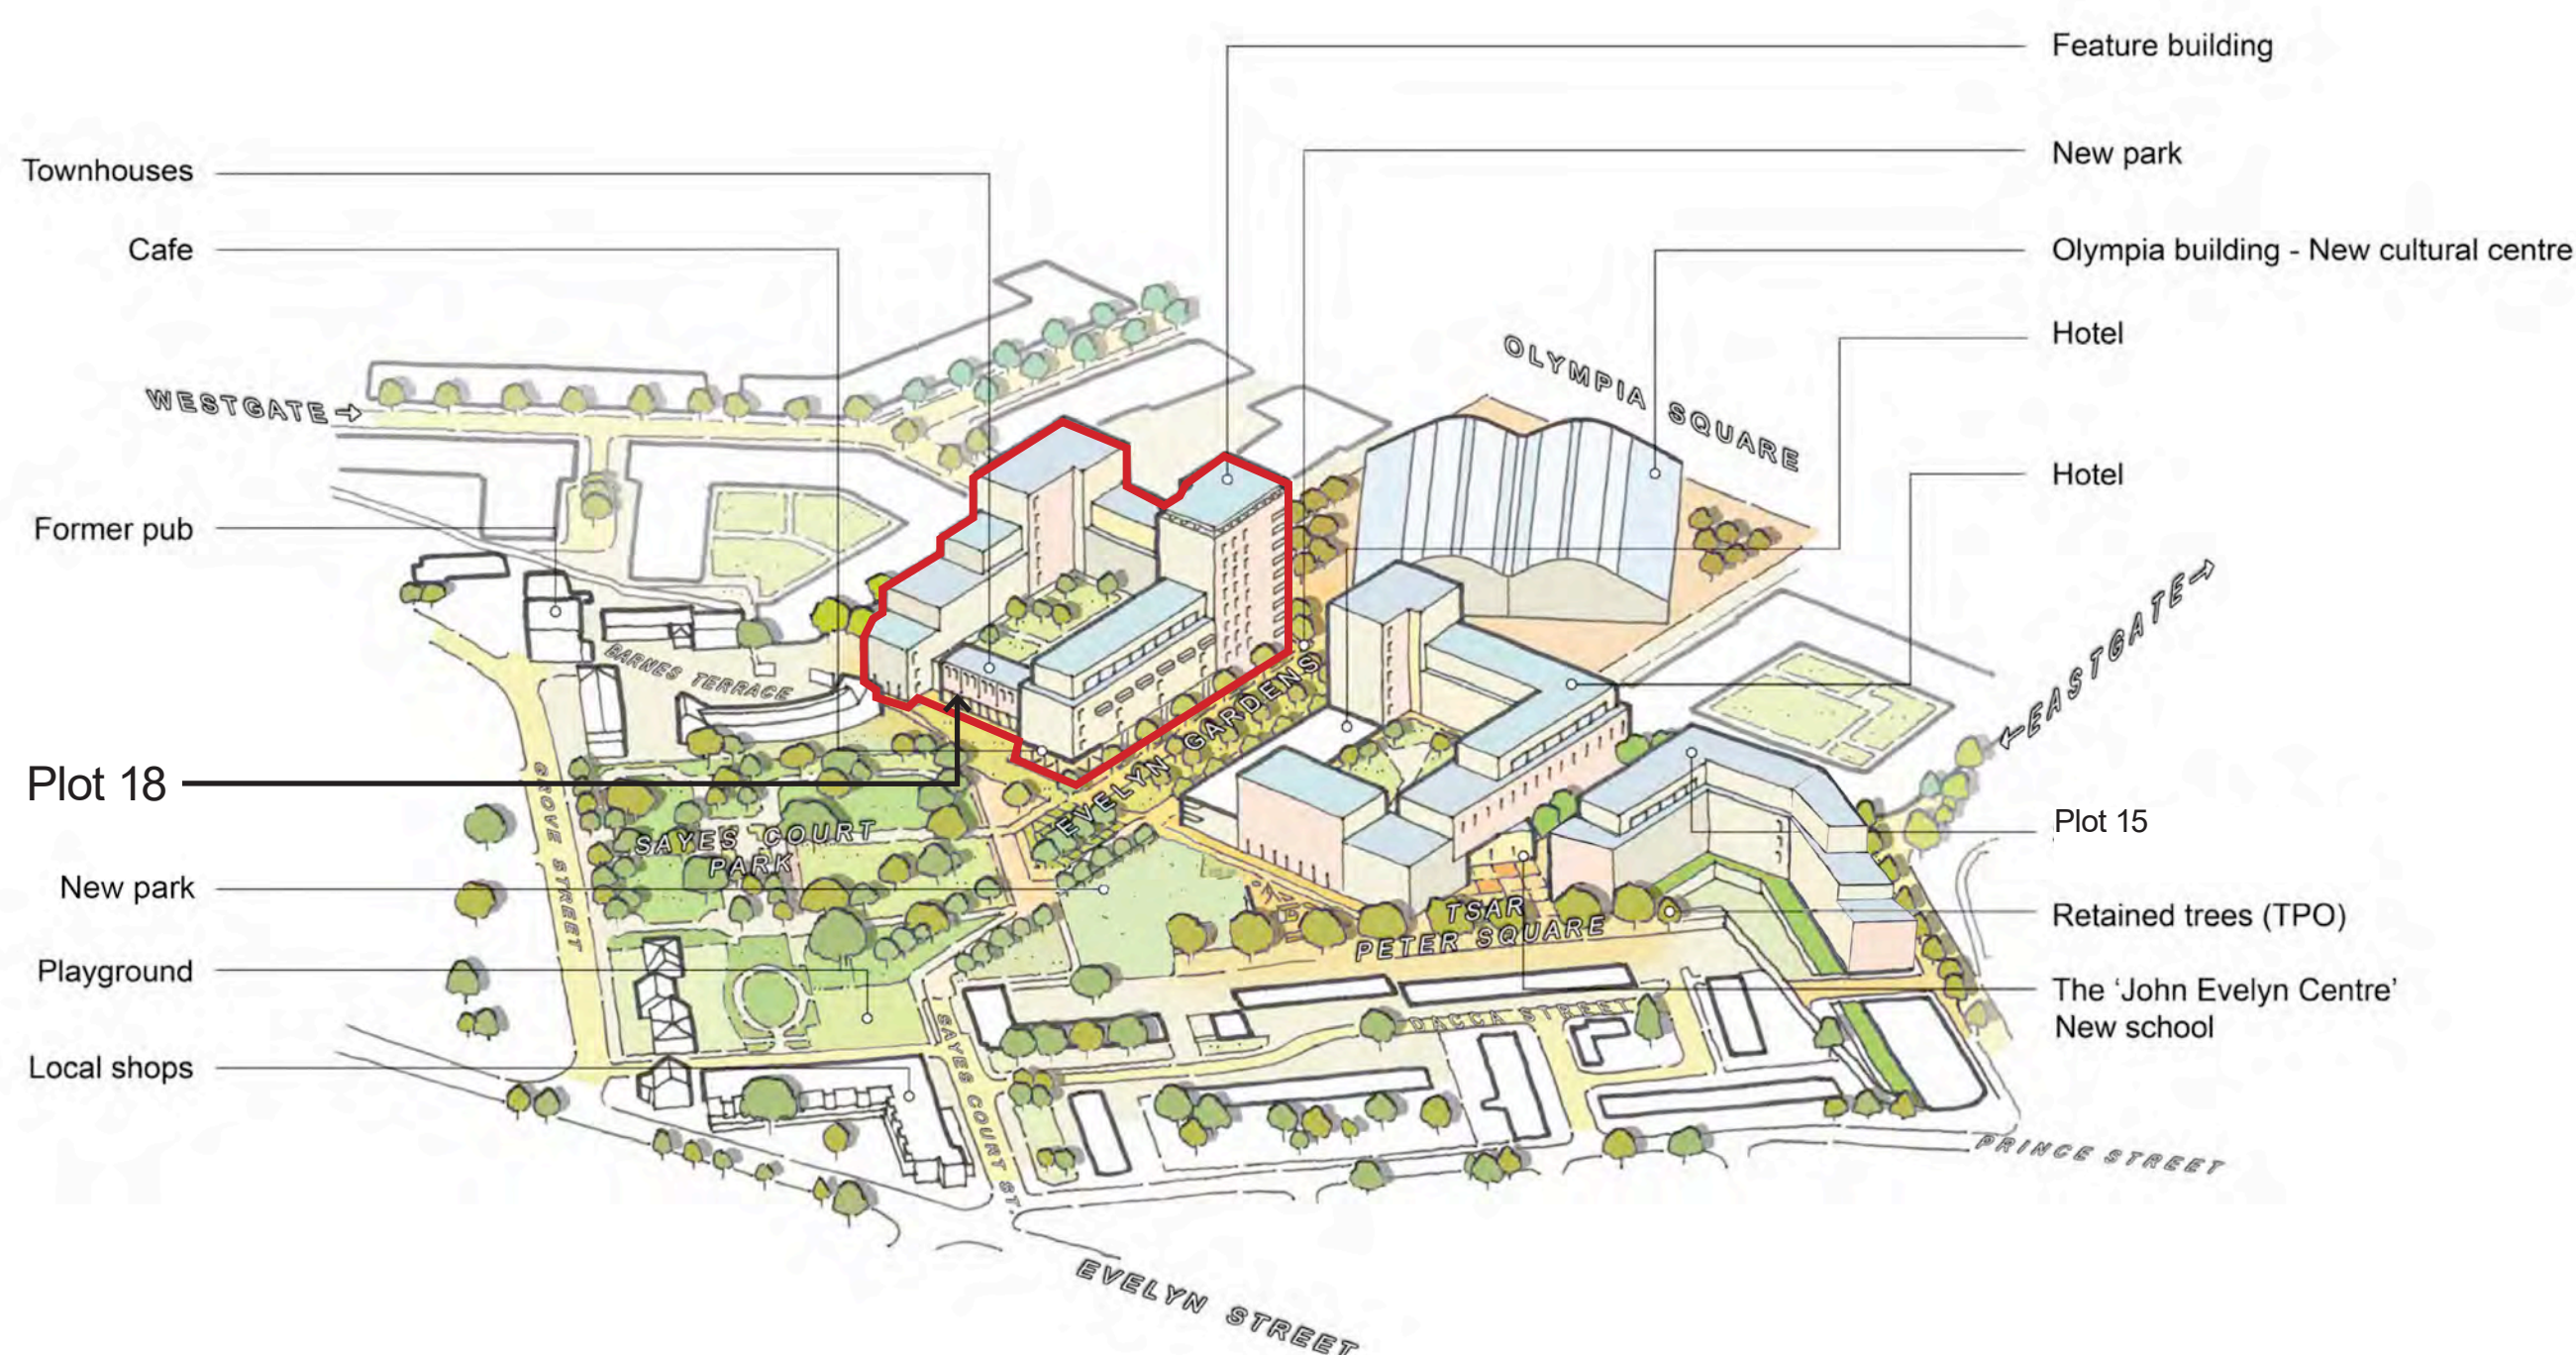 Feature building
New park
Townhouses
Cafe
Olympia building - New cultural centre
Hotel
OLYMPIA SQUARE
WESTGATE →
Hotel
Former pub
EASTGATE
BARNES TERRACE
EVELYN GARDENS
Plot 18
GROVE STREET
SAYES COURT
PARK
Plot 15
New park
TSAR
PETER SQUARE
Retained trees (TPO)
Playground
The ‘John Evelyn Centre’
New school
DACCA STREET
Local shops
SAYES COURT ST.
PRINCE STREET
EVELYN STREET